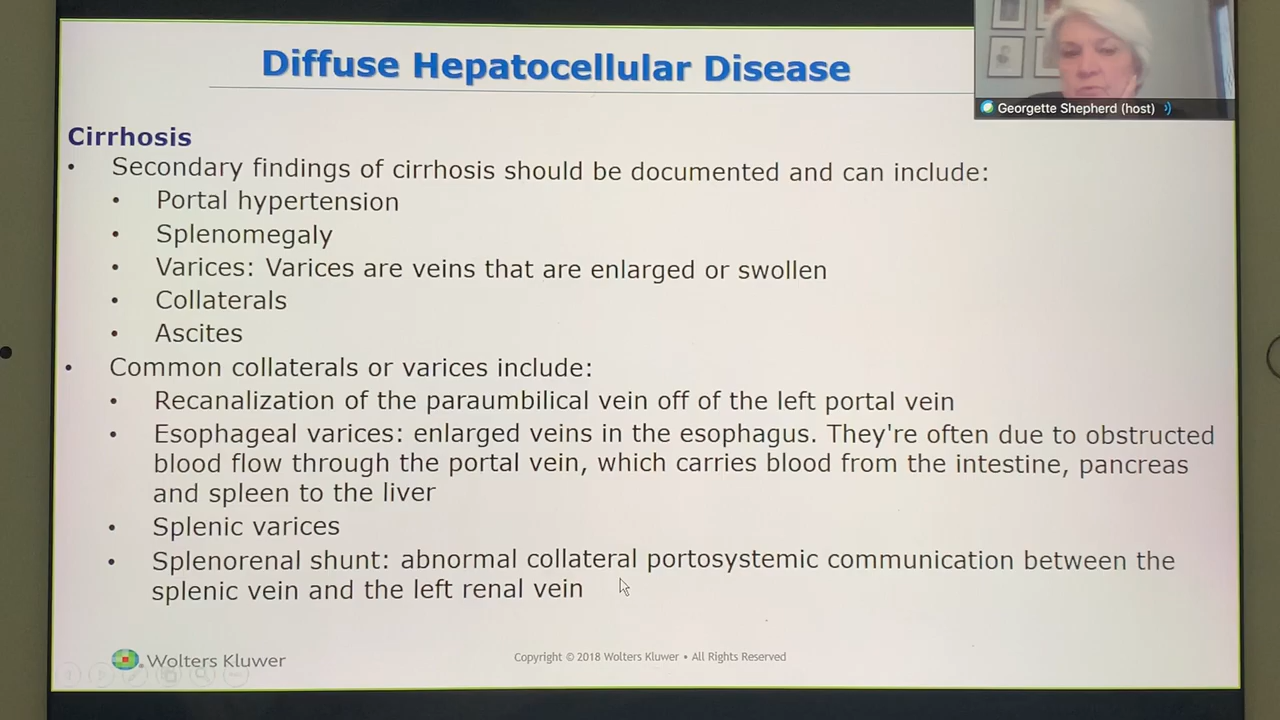 Diffuse Hepatocellular Disease
Georgette Shepherd (host)
Cirrhosis
• Secondary findings of cirrhosis should be documented and can include:
• Portal hypertension
• Splenomegaly
• Varices: Varices are veins that are enlarged or swollen
• Collaterals
• Ascites
• Common collaterals or varices include:
• Recanalization of the paraumbilical vein off of the left portal vein
• Esophageal varices: enlarged veins in the esophagus. They're often due to obstructed
blood flow through the portal vein, which carries blood from the intestine, pancreas
and spleen to the liver
• Splenic varices
• Splenorenal shunt: abnormal collateral portosystemic communication between the
splenic vein and the left renal vein
Wolters Kluwer
Copyright © 2018 Wolters Kluwer • All Rights Reserved